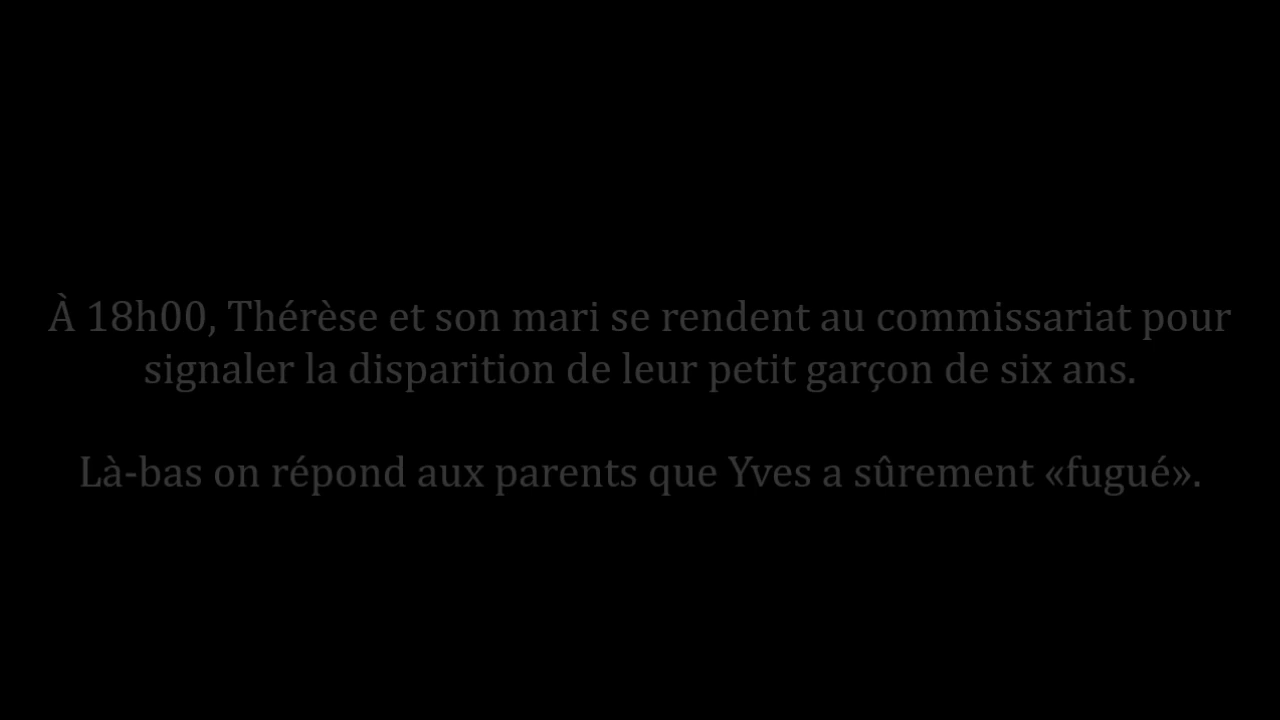 À 18h00, Thérèse et son mari se rendent au commissariat pour
signaler la disparition de leur petit garçon de six ans.
Là-bas on répond aux parents que Yves a sûrement «fugué».